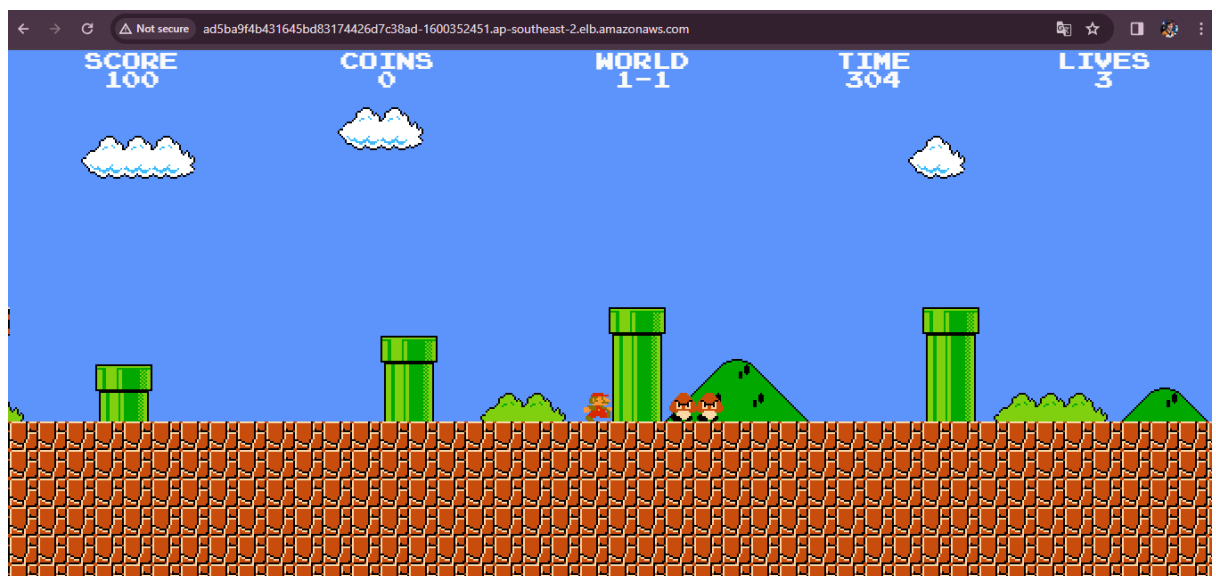 Not secure ad5ba9f4b431645bd83174426d7c38ad-1600352451.ap-southeast-2.elb.amazonaws.com
SCORE COINS WORLD TIME LIVES
100 0 1-1 304 3